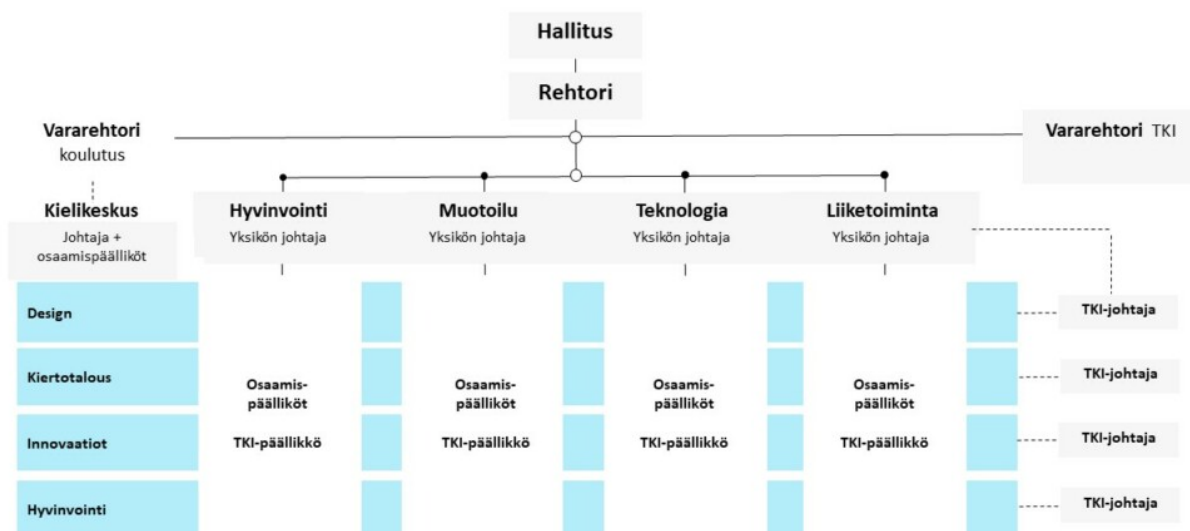 Hallitus
Rehtori
Vararehtori
koulutus
Vararehtori TKI
Kielikeskus
Johtaja +
osaamispäälliköt
Hyvinvointi
Yksikön johtaja
Muotoilu
Yksikön johtaja
Teknologia
Yksikön johtaja
Liiketoiminta
Yksikön johtaja
Design
TKI-johtaja
Kiertotalous
Osaamis-
päälliköt
Osaamis-
päälliköt
Osaamis-
päälliköt
Osaamis-
päälliköt
TKI-johtaja
Innovaatiot
TKI-päällikkö
TKI-päällikkö
TKI-päällikkö
TKI-päällikkö
TKI-johtaja
Hyvinvointi
TKI-johtaja